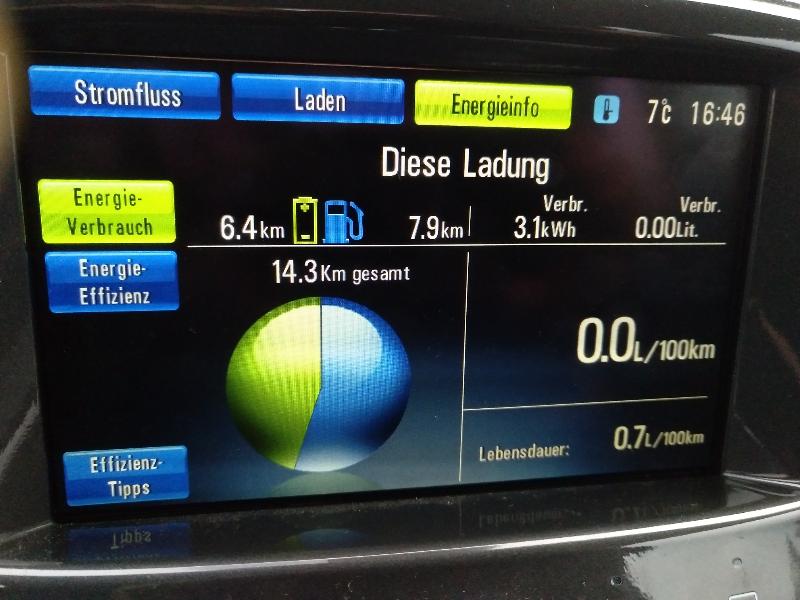 Stromfluss Laden Energieinfo 7°C 16:46
Diese Ladung
Energie-
Verbrauch
6.4km 7.9km
Verbr.
3.1kWh
Verbr.
0.00Lit.
Energie-
Effizienz
14.3Km gesamt
0.0L/100km
Lebensdauer: 0.7L/100km
Effizienz-
Tipps